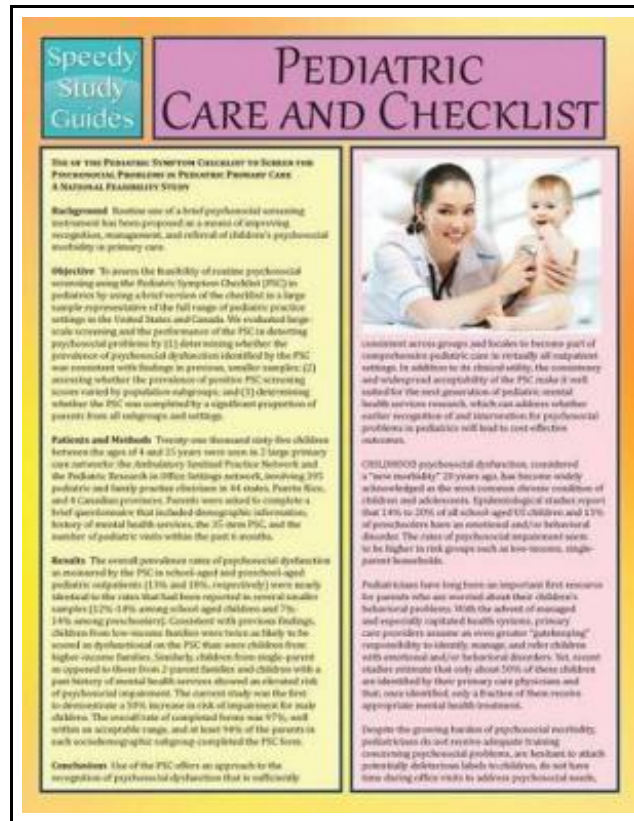 Speedy
Study
Guides
PEDIATRIC
CARE AND CHECKLIST
USE OF THE PEDIATRIC SYMPTOM CHECKLIST TO SCREEN FOR
PSYCHOSOCIAL PROBLEMS IN PEDIATRIC PRIMARY CARE
A NATIONAL FEASIBILITY STUDY
Background Routine use of a brief psychosocial screening
instrument has been proposed as a means of improving
recognition, management, and referral of children's psychosocial
morbidity in primary care.
Objective To assess the feasibility of routine psychosocial
screening using the Pediatric Symptom Checklist (PSC) in
pediatrics by using a brief version of the checklist in a large
sample representative of the full range of pediatric practice
settings in the United States and Canada. We evaluated large-
scale screening and the performance of the PSC in detecting
psychosocial problems by (1) determining whether the
prevalence of psychosocial dysfunction identified by the PSC
was consistent with findings in previous, smaller samples; (2)
assessing whether the prevalence of positive PSC screening
scores varied by population subgroups; and (3) determining
whether the PSC was completed by a significant proportion of
parents from all subgroups and settings.
Patients and Methods Twenty-one thousand sixty-five children
between the ages of 4 and 15 years were seen in 2 large primary
care networks: the Ambulatory Sentinel Practice Network and
the Pediatric Research in Office Settings network, involving 395
pediatric and family practice clinicians in 44 states, Puerto Rico,
and 4 Canadian provinces. Parents were asked to complete a
brief questionnaire that included demographic information,
history of mental health services, the 35-item PSC, and the
number of pediatric visits within the past 6 months.
Results The overall prevalence rates of psychosocial dysfunction
as measured by the PSC in school-aged and preschool-aged
pediatric outpatients (13% and 10%, respectively) were nearly
identical to the rates that had been reported in several smaller
samples (12%-14% among school-aged children and 7%-
14% among preschoolers). Consistent with previous findings,
children from low-income families were twice as likely to be
scored as dysfunctional on the PSC than were children from
higher-income families. Similarly, children from single-parent
as opposed to those from 2-parent families and children with a
past history of mental health services showed an elevated risk
of psychosocial impairment. The current study was the first
to demonstrate a 50% increase in risk of impairment for male
children. The overall rate of completed forms was 97%, well
within an acceptable range, and at least 94% of the parents in
each sociodemographic subgroup completed the PSC form.
Conclusions Use of the PSC offers an approach to the
recognition of psychosocial dysfunction that is sufficiently
consistent across groups and locales to become part of
comprehensive pediatric care in virtually all outpatient
settings. In addition to its clinical utility, the consistency
and widespread acceptability of the PSC make it well
suited for the next generation of pediatric mental
health services research, which can address whether
earlier recognition of and intervention for psychosocial
problems in pediatrics will lead to cost-effective
outcomes.
CHILDHOOD psychosocial dysfunction, considered
a "new morbidity" 20 years ago, has become widely
acknowledged as the most common chronic condition of
children and adolescents. Epidemiological studies report
that 14% to 20% of all school-aged US children and 13%
of preschoolers have an emotional and/or behavioral
disorder. The rates of psychosocial impairment seem
to be higher in risk groups such as low-income, single-
parent households.
Pediatricians have long been an important first resource
for parents who are worried about their children's
behavioral problems. With the advent of managed
and especially capitated health systems, primary
care providers assume an even greater "gatekeeping"
responsibility to identify, manage, and refer children
with emotional and/or behavioral disorders. Yet, recent
studies estimate that only about 50% of these children
are identified by their primary care physicians and
that, once identified, only a fraction of them receive
appropriate mental health treatment.
Despite the growing burden of psychosocial morbidity,
pediatricians do not receive adequate training
concerning psychosocial problems, are hesitant to attach
potentially deleterious labels to children, do not have
time during office visits to address psychosocial needs,